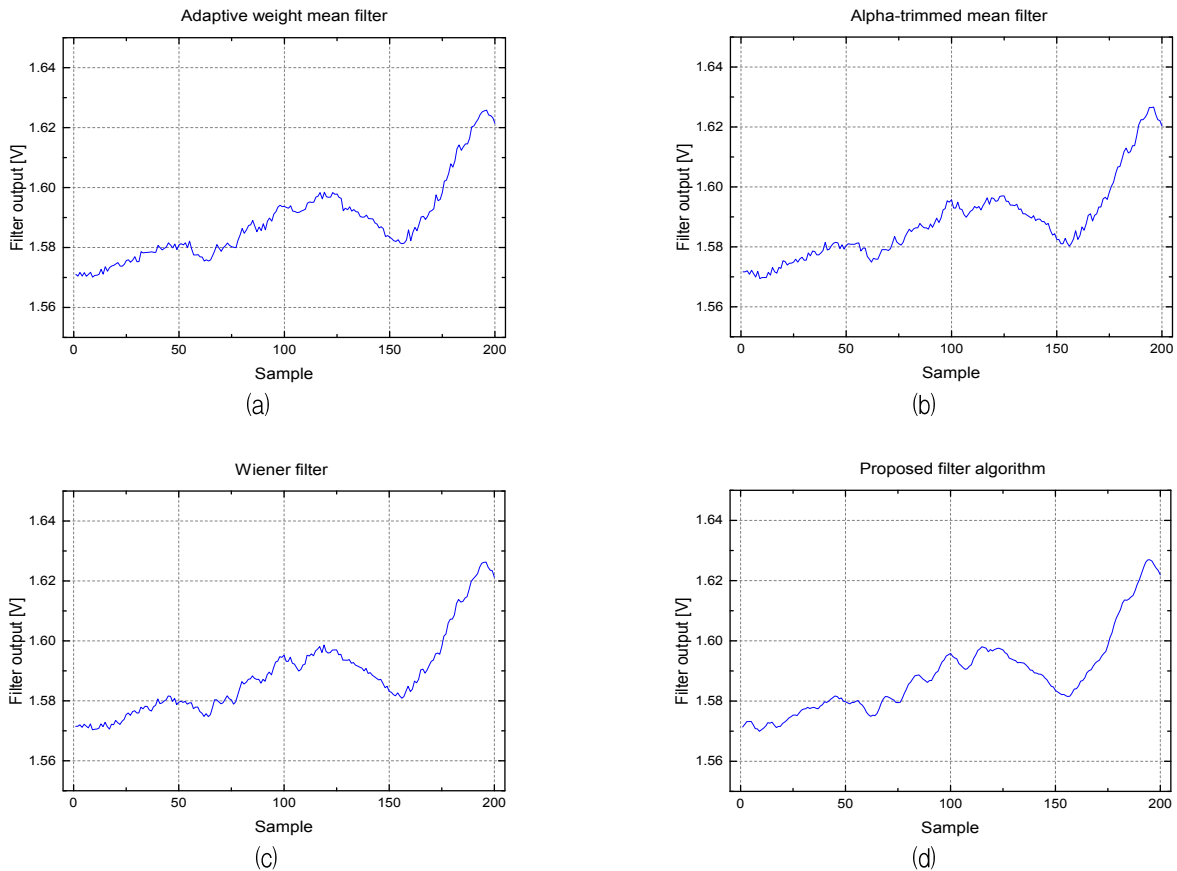 Adaptive weight mean filter
1.64
1.62
1.60
1.58
1.56
Filter output [V]
0 50 100 150 200
Sample
(a)
Alpha-trimmed mean filter
1.64
1.62
1.60
1.58
1.56
Filter output [V]
0 50 100 150 200
Sample
(b)
Wiener filter
1.64
1.62
1.60
1.58
1.56
Filter output [V]
0 50 100 150 200
Sample
(c)
Proposed filter algorithm
1.64
1.62
1.60
1.58
1.56
Filter output [V]
0 50 100 150 200
Sample
(d)